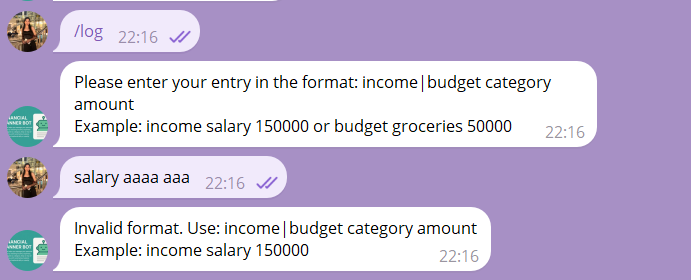 /log 22:16
Please enter your entry in the format: income|budget category
amount
Example: income salary 150000 or budget groceries 50000 22:16
salary aaaa aaa 22:16
Invalid format. Use: income|budget category amount
Example: income salary 150000 22:16